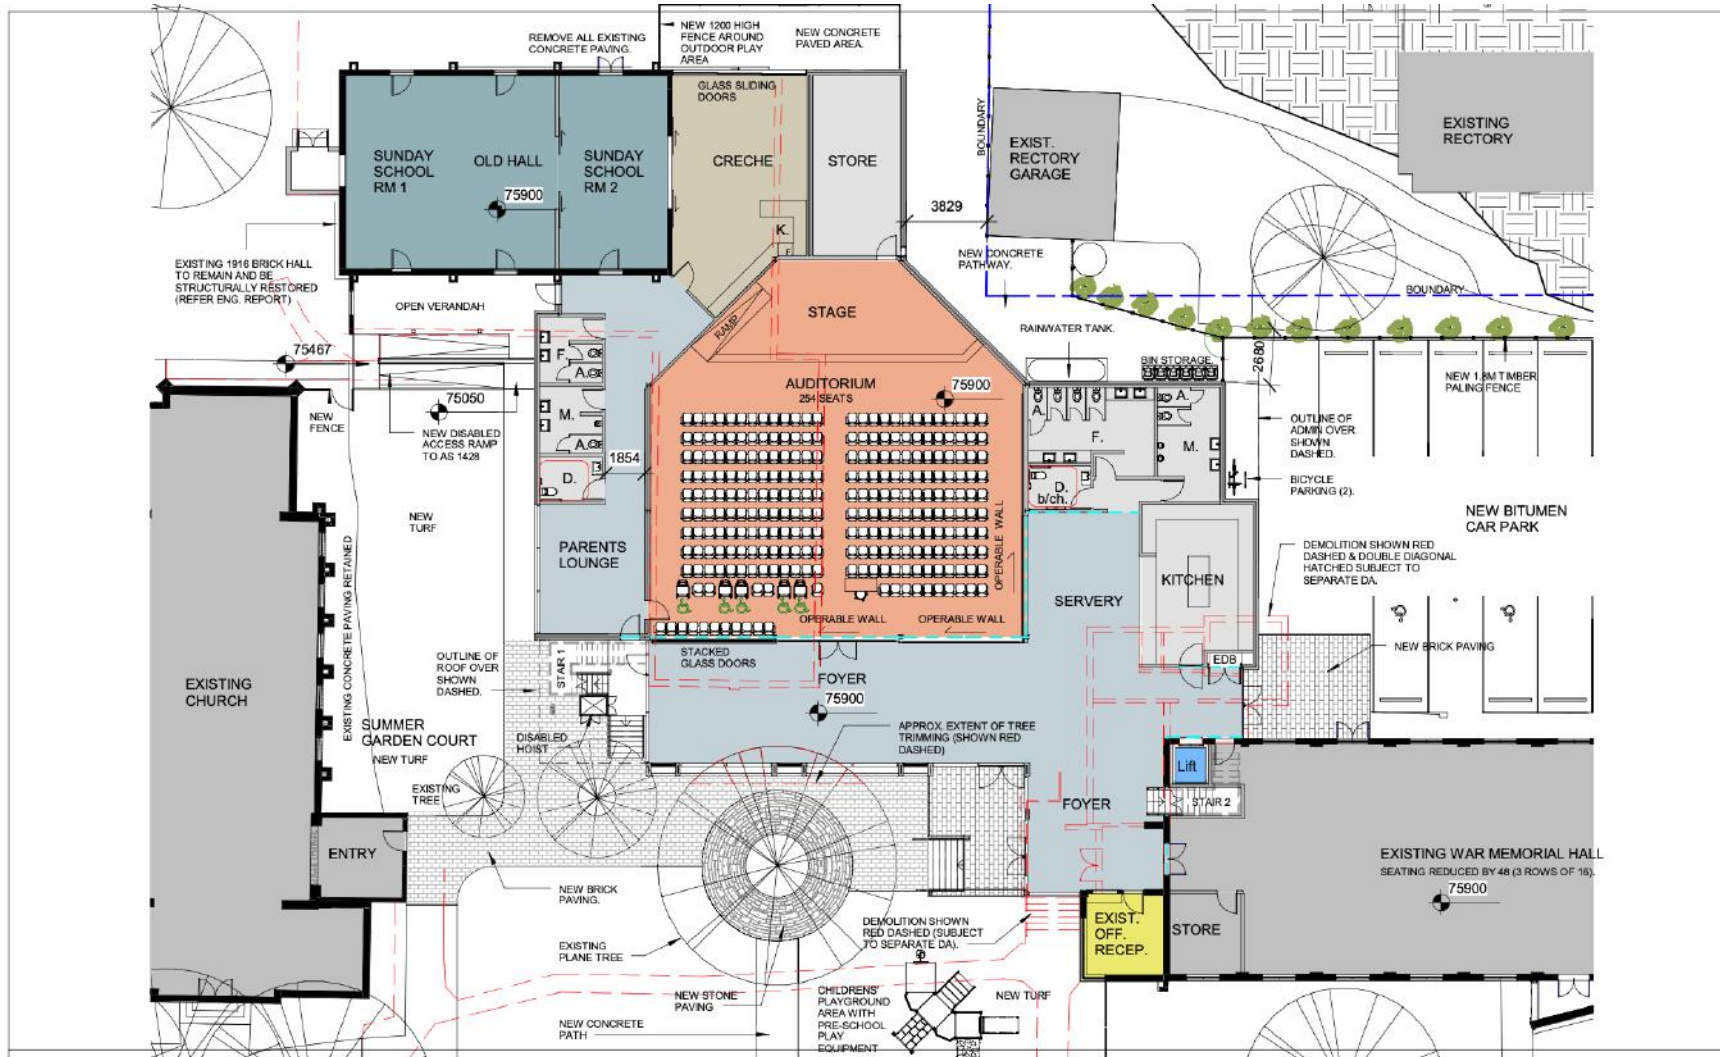 REMOVE ALL EXISTING
CONCRETE PAVING.
NEW 1200 HIGH
FENCE AROUND
OUTDOOR PLAY
AREA
NEW CONCRETE
PAVED AREA.
GLASS SLIDING
DOORS
SUNDAY
SCHOOL
RM 1
OLD HALL
75900
SUNDAY
SCHOOL
RM 2
CRECHE
STORE
K.
F
BOUNDARY
EXIST.
RECTORY
GARAGE
EXISTING
RECTORY
3829
NEW CONCRETE
PATHWAY.
BOUNDARY
EXISTING 1916 BRICK HALL
TO REMAIN AND BE
STRUCTURALLY RESTORED
(REFER ENG. REPORT)
OPEN VERANDAH
STAGE
RAMP
RAINWATER TANK.
BIN STORAGE.
2680
NEW 1.8M TIMBER
PALING FENCE
75467
F.
A.
M.
A.
D.
75050
NEW
FENCE
NEW DISABLED
ACCESS RAMP
TO AS 1428
1854
AUDITORIUM
254 SEATS
75900
A.
F.
A.
M.
D.
b/ch.
OUTLINE OF
ADMIN OVER
SHOWN
DASHED.
BICYCLE
PARKING (2).
NEW BITUMEN
CAR PARK
NEW
TURF
EXISTING CONCRETE PAVING RETAINED
PARENTS
LOUNGE
OPERABLE WALL
OPERABLE WALL
OPERABLE WALL
SERVERY
KITCHEN
DEMOLITION SHOWN RED
DASHED & DOUBLE DIAGONAL
HATCHED SUBJECT TO
SEPARATE DA.
NEW BRICK PAVING
EDB
EXISTING
CHURCH
OUTLINE OF
ROOF OVER
SHOWN
DASHED.
STAIR 1
STACKED
GLASS DOORS
FOYER
75900
SUMMER
GARDEN COURT
NEW TURF
DISABLED
HOIST
APPROX. EXTENT OF TREE
TRIMMING (SHOWN RED
DASHED)
EXISTING
TREE
Lift
STAIR 2
FOYER
ENTRY
EXISTING WAR MEMORIAL HALL
SEATING REDUCED BY 48 (3 ROWS OF 16).
75900
NEW BRICK
PAVING.
EXISTING
PLANE TREE
DEMOLITION SHOWN
RED DASHED (SUBJECT
TO SEPARATE DA).
EXIST.
OFF.
RECEP.
STORE
NEW STONE
PAVING
NEW CONCRETE
PATH
CHILDRENS'
PLAYGROUND
AREA WITH
PRE-SCHOOL
PLAY
EQUIPMENT
NEW TURF